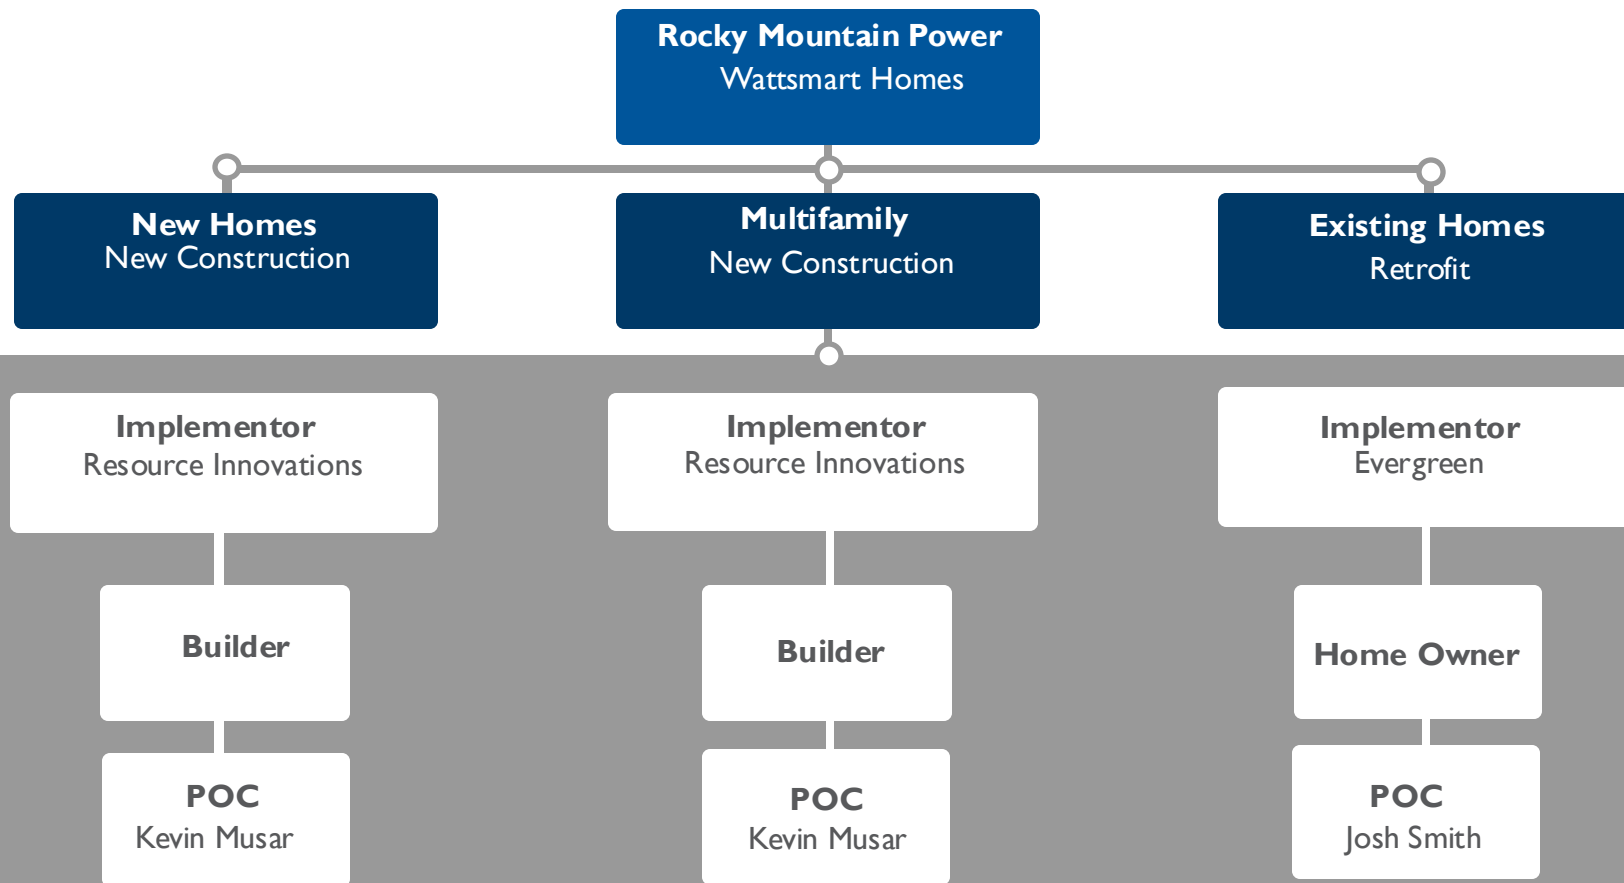 Rocky Mountain Power
Wattsmart Homes
New Homes
New Construction
Multifamily
New Construction
Existing Homes
Retrofit
Implementor
Resource Innovations
Implementor
Resource Innovations
Implementor
Evergreen
Builder
Builder
Home Owner
POC
Kevin Musar
POC
Kevin Musar
POC
Josh Smith